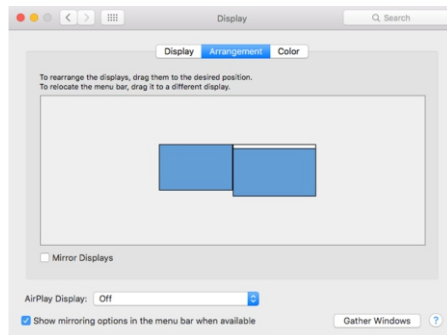 Display
Search
Display Arrangement Color
To rearrange the displays, drag them to the desired position.
To relocate the menu bar, drag it to a different display.
Mirror Displays
AirPlay Display: Off
Show mirroring options in the menu bar when available
Gather Windows ?